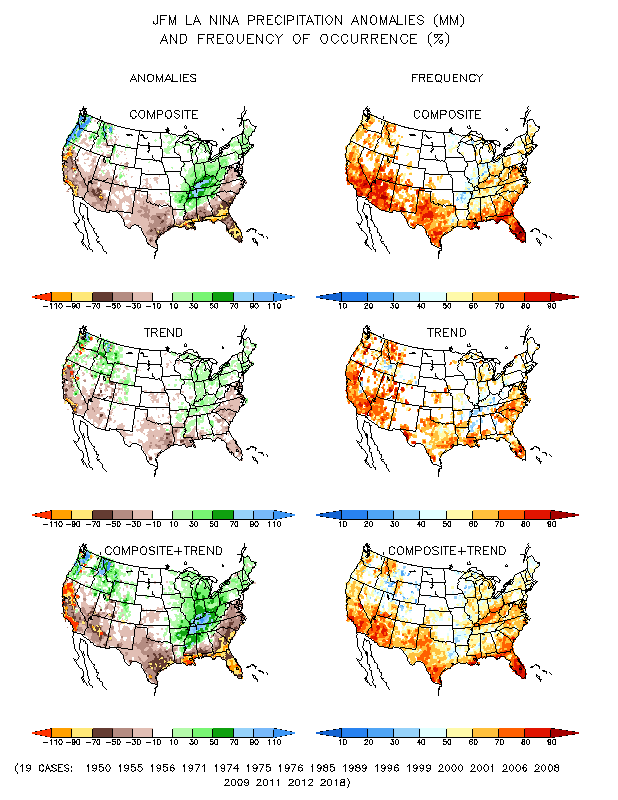 JFM LA NINA PRECIPITATION ANOMALIES (MM)
AND FREQUENCY OF OCCURRENCE (%)
ANOMALIES FREQUENCY
COMPOSITE COMPOSITE
-110 -90 -70 -50 -30 -10 10 30 50 70 90 110 10 20 30 40 50 60 70 80 90
TREND TREND
-110 -90 -70 -50 -30 -10 10 30 50 70 90 110 10 20 30 40 50 60 70 80 90
COMPOSITE+TREND COMPOSITE+TREND
-110 -90 -70 -50 -30 -10 10 30 50 70 90 110 10 20 30 40 50 60 70 80 90
(19 CASES: 1950 1955 1956 1971 1974 1975 1976 1985 1989 1996 1999 2000 2001 2006 2008
2009 2011 2012 2018)